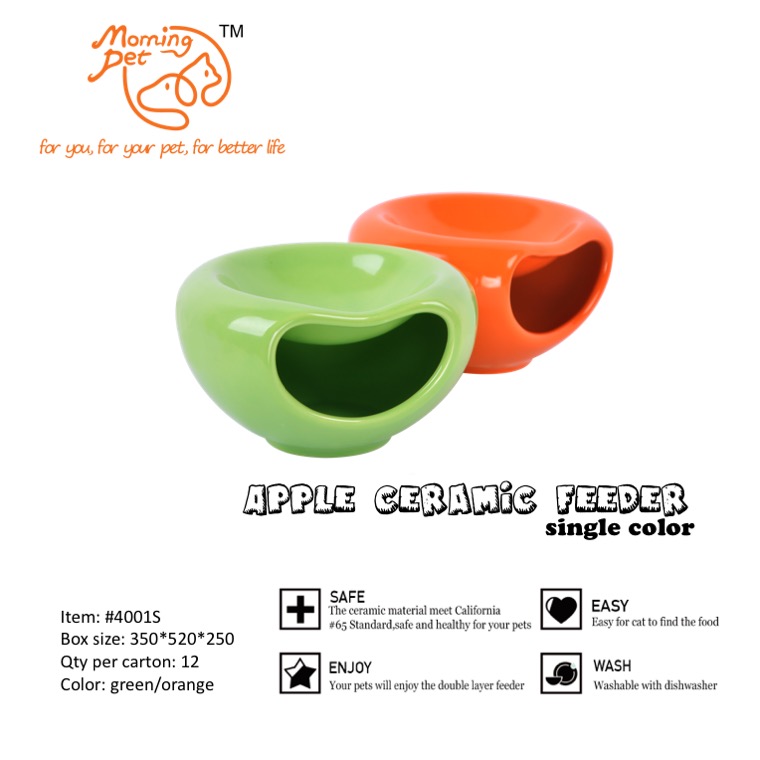 Morning
Pet
TM
for you, for your pet, for better life
APPLE CERAMIC FEEDER
single color
Item: #4001S
Box size: 350*520*250
Qty per carton: 12
Color: green/orange
SAFE
The ceramic material meet California
#65 Standard,safe and healthy for your pets
EASY
Easy for cat to find the food
ENJOY
Your pets will enjoy the double layer feeder
WASH
Washable with dishwasher